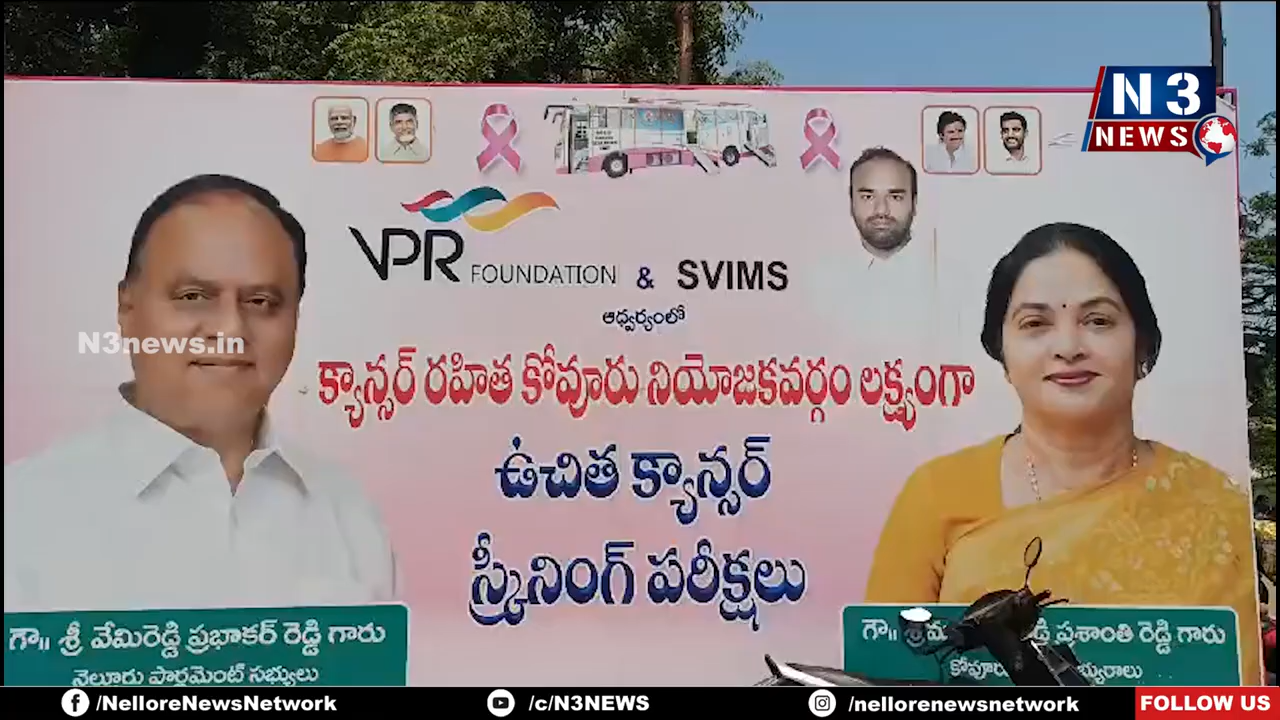 N3
NEWS
VPR
FOUNDATION & SVIMS
ఆధ్వర్యంలో
N3news.in
క్యాన్సర్ రహిత కోవూరు నియోజకవర్గం లక్ష్యంగా
ఉచిత క్యాన్సర్
స్క్రీనింగ్ పరీక్షలు
గౌ|| శ్రీ వేమిరెడ్డి ప్రభాకర్ రెడ్డి గారు
నెల్లూరు పార్లమెంట్ సభ్యులు
గౌ|| ప్రశాంతి రెడ్డి గారు
/NelloreNewsNetwork
/c/N3NEWS
/nellorenewsnetwork
FOLLOW US